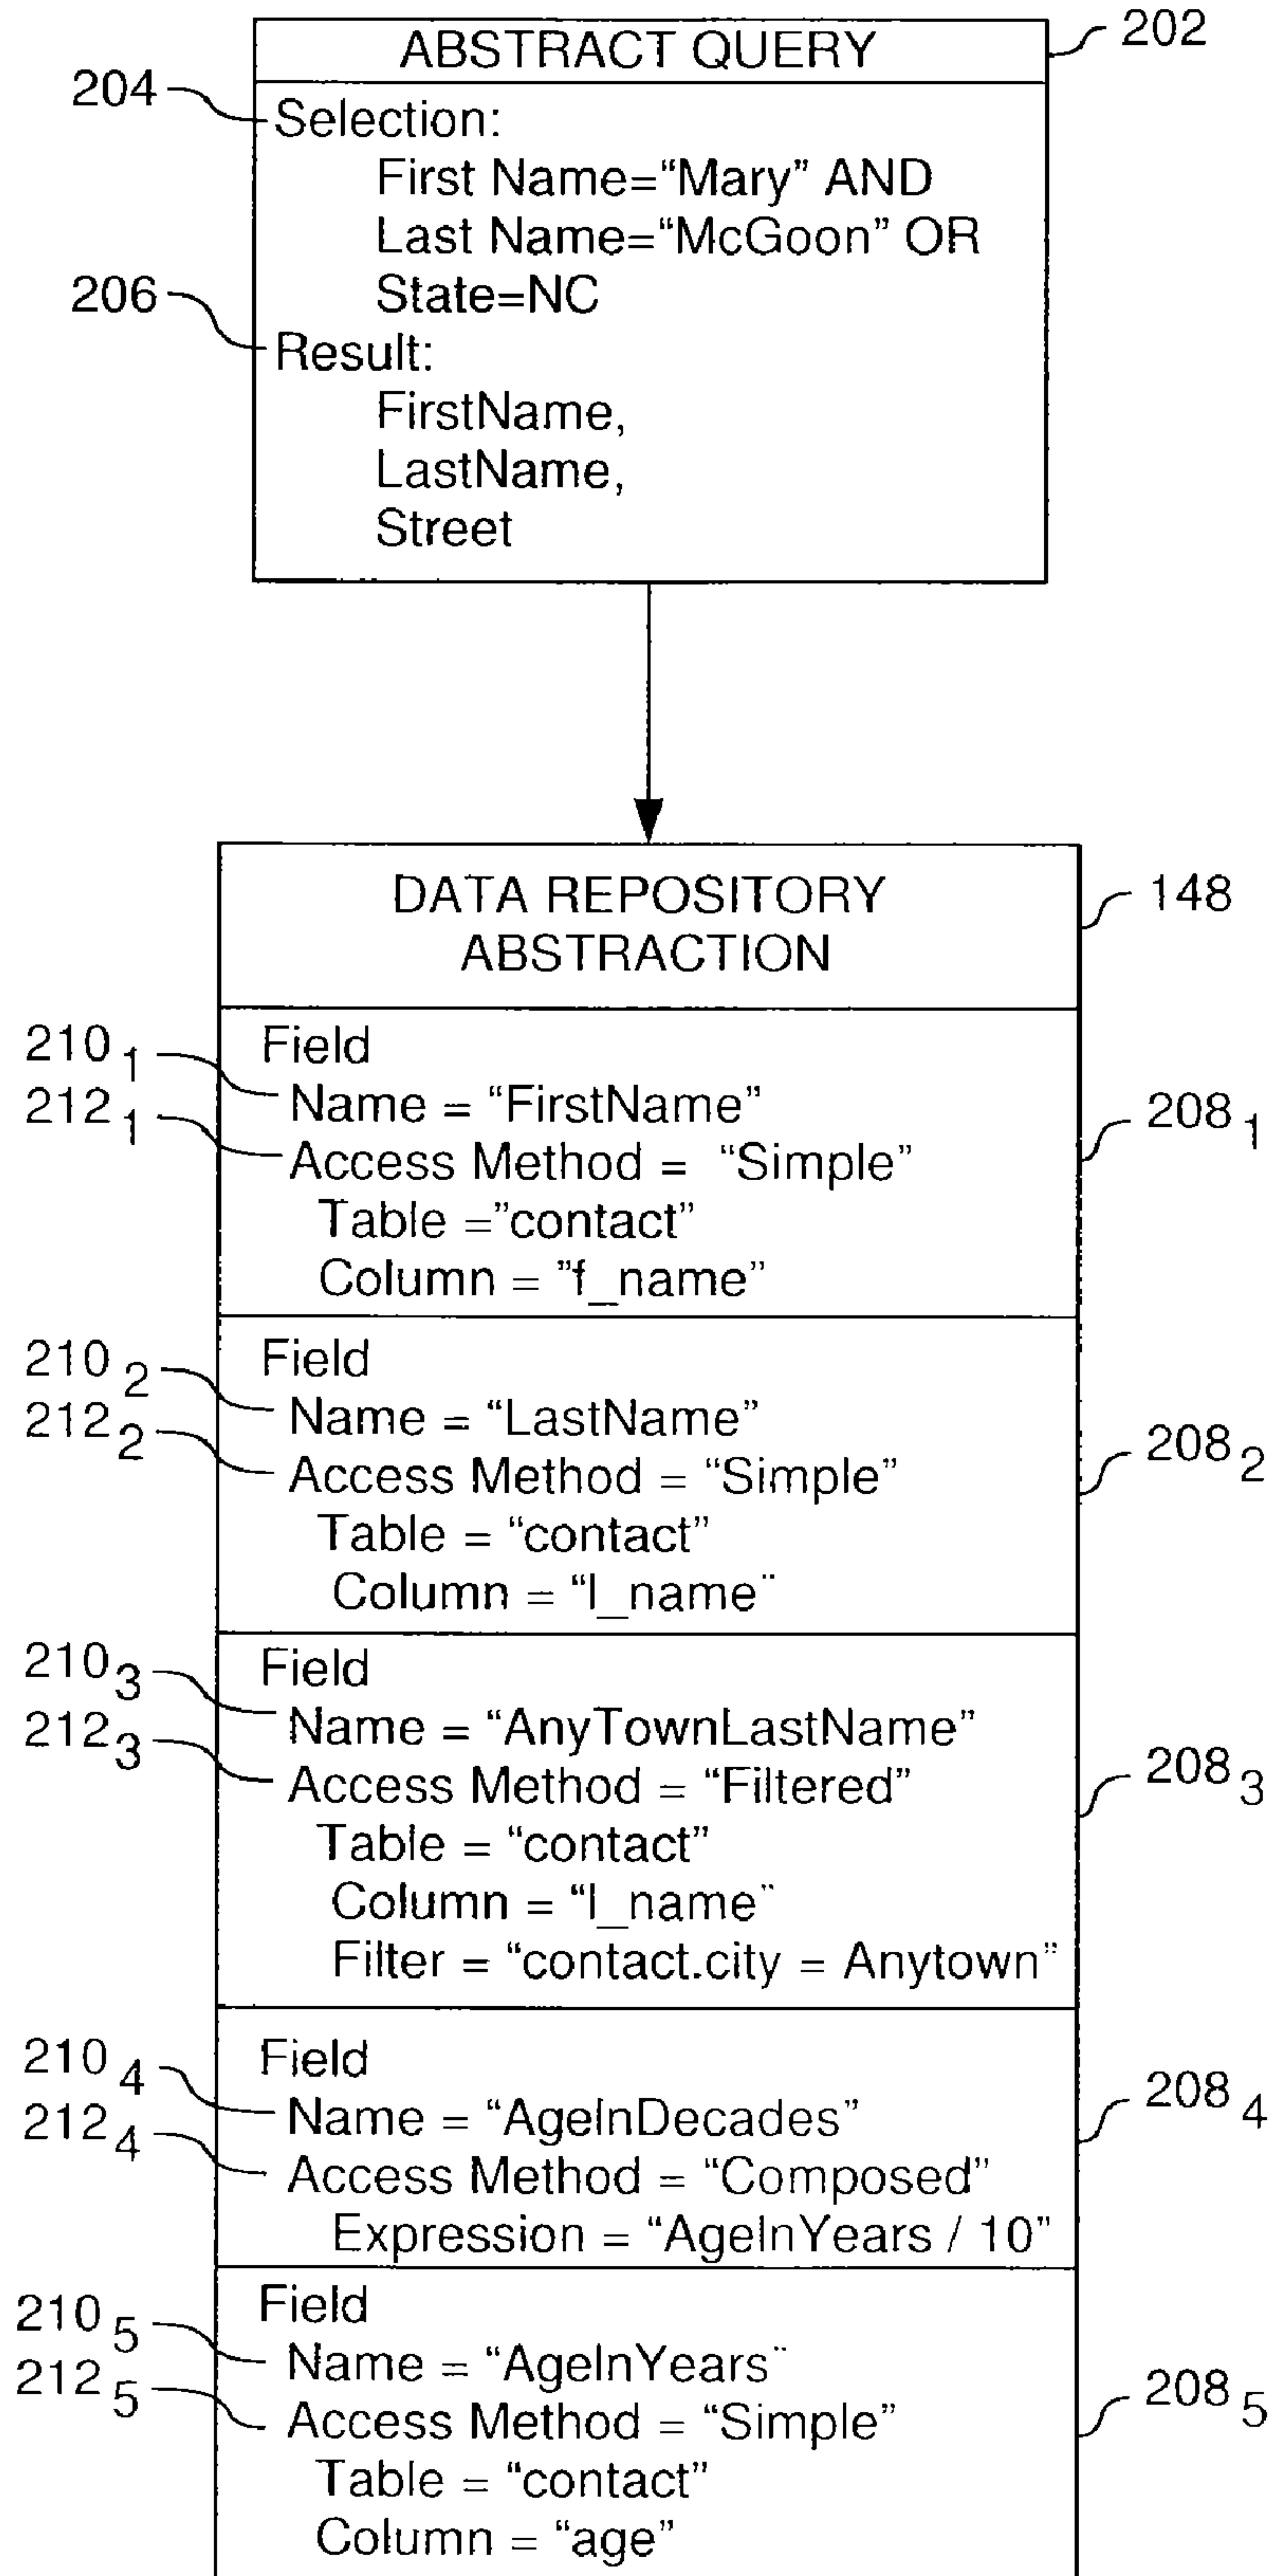 ABSTRACT QUERY
202
204
Selection:
First Name=“Mary” AND
Last Name=“McGoon” OR
State=NC
206
Result:
FirstName,
LastName,
Street
DATA REPOSITORY
ABSTRACTION
148
210 1
Field
Name = “FirstName”
212 1
Access Method = “Simple”
208 1
Table =”contact”
Column = ”f_name”
210 2
Field
Name = “LastName”
212 2
Access Method = “Simple”
208 2
Table = “contact”
Column = “l_name”
210 3
Field
Name = “AnyTownLastName”
212 3
Access Method = “Filtered”
208 3
Table = “contact”
Column = “l_name”
Filter = “contact.city = Anytown”
210 4
Field
Name = “AgeInDecades”
212 4
Access Method = “Composed”
208 4
Expression = “AgeInYears / 10”
210 5
Field
Name = “AgeInYears”
212 5
Access Method = “Simple”
208 5
Table = “contact”
Column = “age”